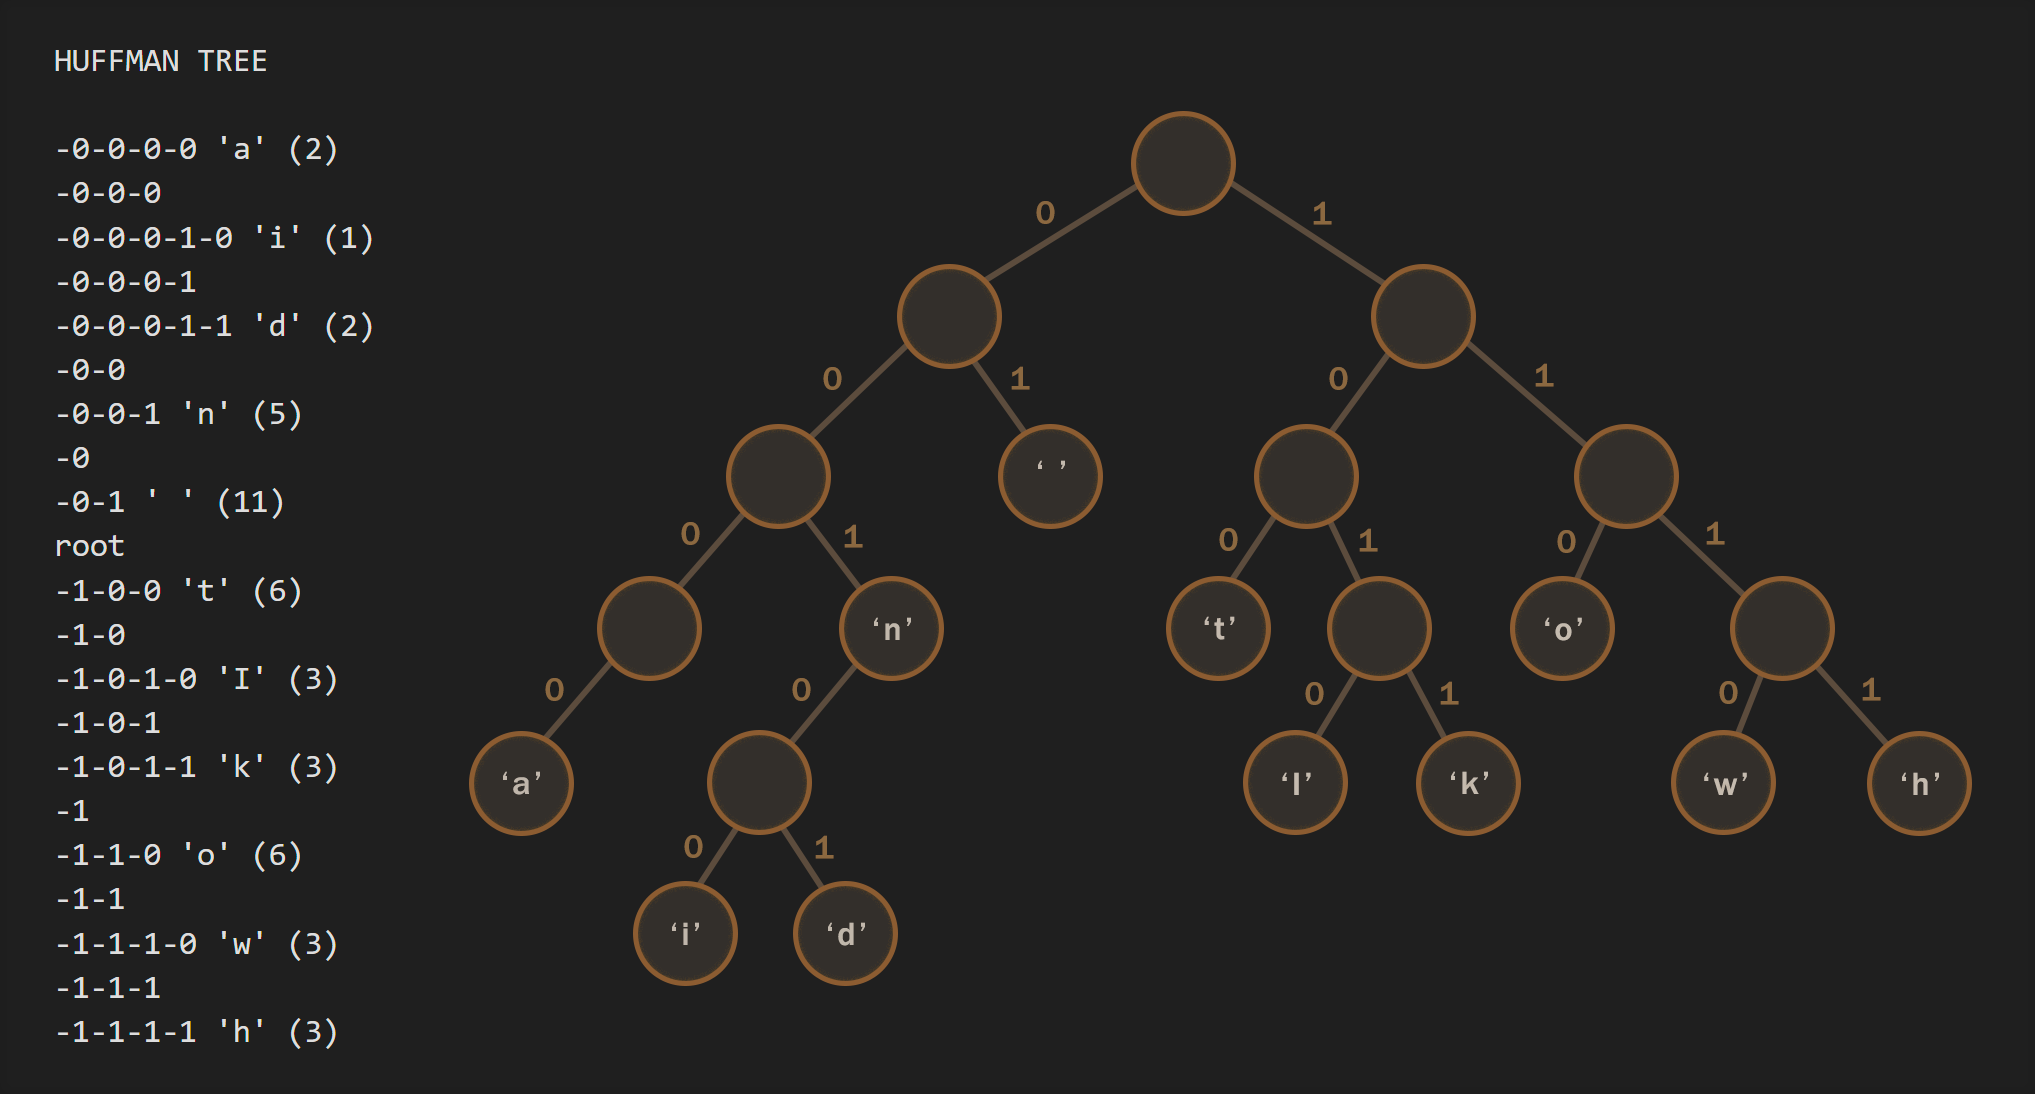 HUFFMAN TREE
-0-0-0-0 'a' (2)
-0-0-0
-0-0-0-1-0 'i' (1)
-0-0-0-1
-0-0-0-1-1 'd' (2)
-0-0
-0-0-1 'n' (5)
-0
-0-1 ' ' (11)
root
-1-0-0 't' (6)
-1-0
-1-0-1-0 'I' (3)
-1-0-1
-1-0-1-1 'k' (3)
-1
-1-1-0 'o' (6)
-1-1
-1-1-1-0 'w' (3)
-1-1-1
-1-1-1-1 'h' (3)
0 1
0 1 0 1
‘ ’
0 1 0 1 0 1
‘n’ ‘t’ ‘o’
0 0 0 1 0 1
‘a’ ‘I’ ‘k’ ‘w’ ‘h’
0 1
‘i’ ‘d’